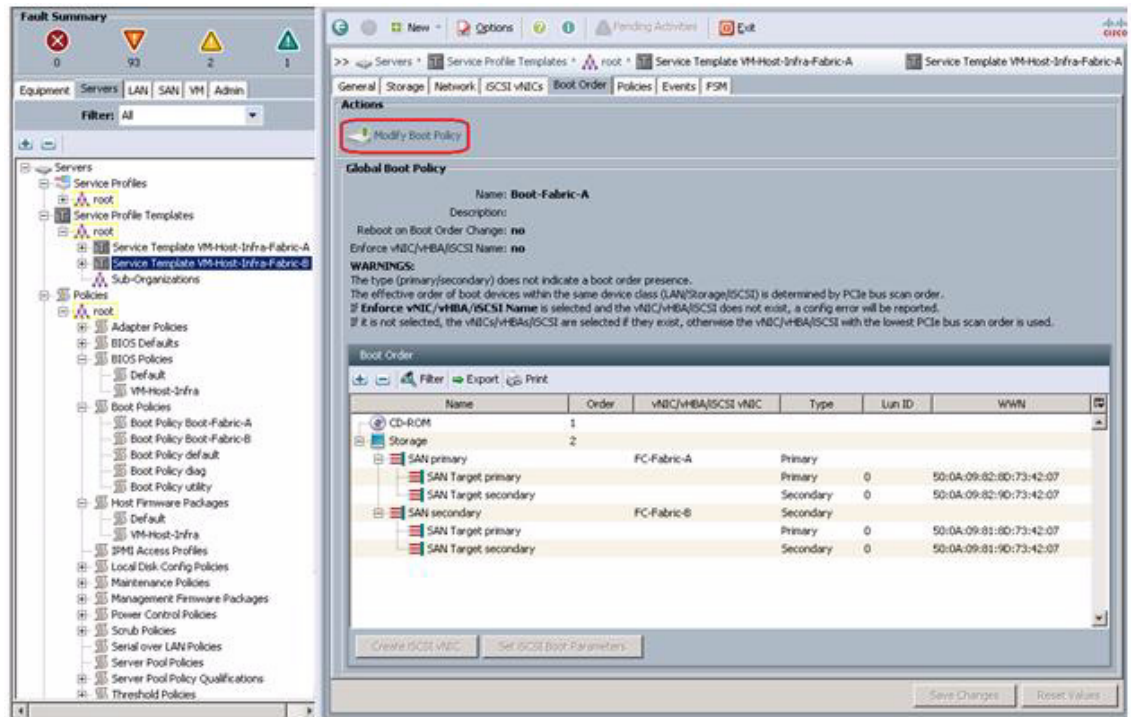 Fault Summary
0 93 2 1
Equipment Servers LAN SAN VM Admin
Filter: All
Servers
Service Profiles
root
Service Profile Templates
root
Service Template VM-Host-Infra-Fabric-A
Service Template VM-Host-Infra-Fabric-B
Sub-Organizations
Policies
root
Adapter Policies
BIOS Defaults
BIOS Policies
Default
VM-Host-Infra
Boot Policies
Boot Policy Boot-Fabric-A
Boot Policy Boot-Fabric-B
Boot Policy default
Boot Policy diag
Boot Policy utility
Host Firmware Packages
Default
VM-Host-Infra
IPMI Access Profiles
Local Disk Config Policies
Maintenance Policies
Management Firmware Packages
Power Control Policies
Scrub Policies
Serial over LAN Policies
Server Pool Policies
Server Pool Policy Qualifications
Threshold Policies
New Options Pending Activities Exit
CISCO
>> Servers Service Profile Templates root Service Template VM-Host-Infra-Fabric-A Service Template VM-Host-Infra-Fabric-A
General Storage Network iSCSI vNICs Boot Order Policies Events FSM
Actions
Modify Boot Policy
Global Boot Policy
Name: Boot-Fabric-A
Description:
Reboot on Boot Order Change: no
Enforce vNIC/vHBA/iSCSI Name: no
WARNINGS:
The type (primary/secondary) does not indicate a boot order presence.
The effective order of boot devices within the same device class (LAN/Storage/iSCSI) is determined by PCIe bus scan order.
If Enforce vNIC/vHBA/iSCSI Name is selected and the vNIC/vHBA/iSCSI does not exist, a config error will be reported.
If it is not selected, the vNICs/vHBAs/iSCSI are selected if they exist, otherwise the vNIC/vHBA/iSCSI with the lowest PCIe bus scan order is used.
Boot Order
Filter Export Print
Name Order vNIC/vHBA/iSCSI vNIC Type Lun ID WWN
CD-ROM 1
Storage 2
SAN primary FC-Fabric-A Primary
SAN Target primary Primary 0 50:0A:09:82:8D:73:42:07
SAN Target secondary Secondary 0 50:0A:09:82:9D:73:42:07
SAN secondary FC-Fabric-B Secondary
SAN Target primary Primary 0 50:0A:09:81:8D:73:42:07
SAN Target secondary Secondary 0 50:0A:09:81:9D:73:42:07
Create iSCSI vNIC Set iSCSI Boot Parameters
Save Changes Reset Values